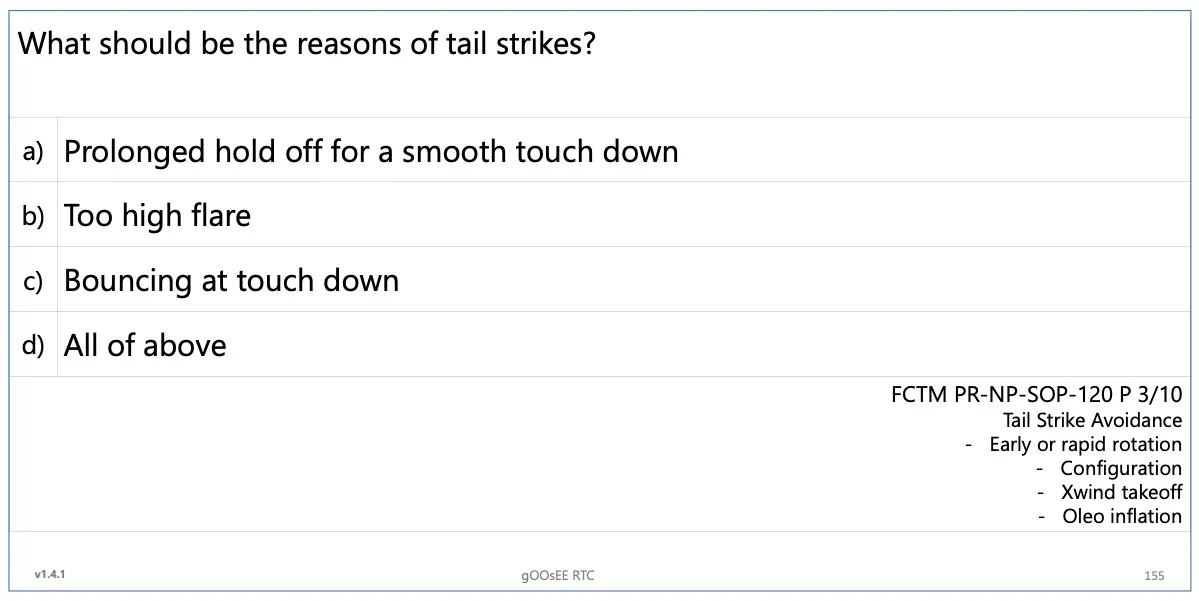 What should be the reasons of tail strikes?
a) Prolonged hold off for a smooth touch down
b) Too high flare
c) Bouncing at touch down
d) All of above
FCTM PR-NP-SOP-120 P 3/10
Tail Strike Avoidance
- Early or rapid rotation
- Configuration
- Xwind takeoff
- Oleo inflation
v1.4.1 gOOsEE RTC 155